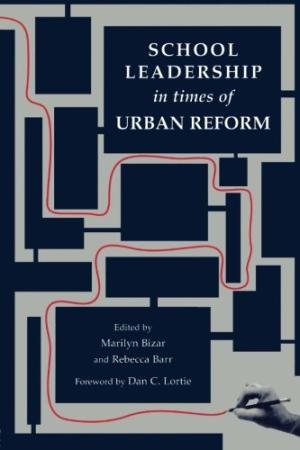 SCHOOL
LEADERSHIP
in times of
URBAN REFORM
Edited by
Marilyn Bizar
and Rebecca Barr
Foreword by Dan C. Lortie